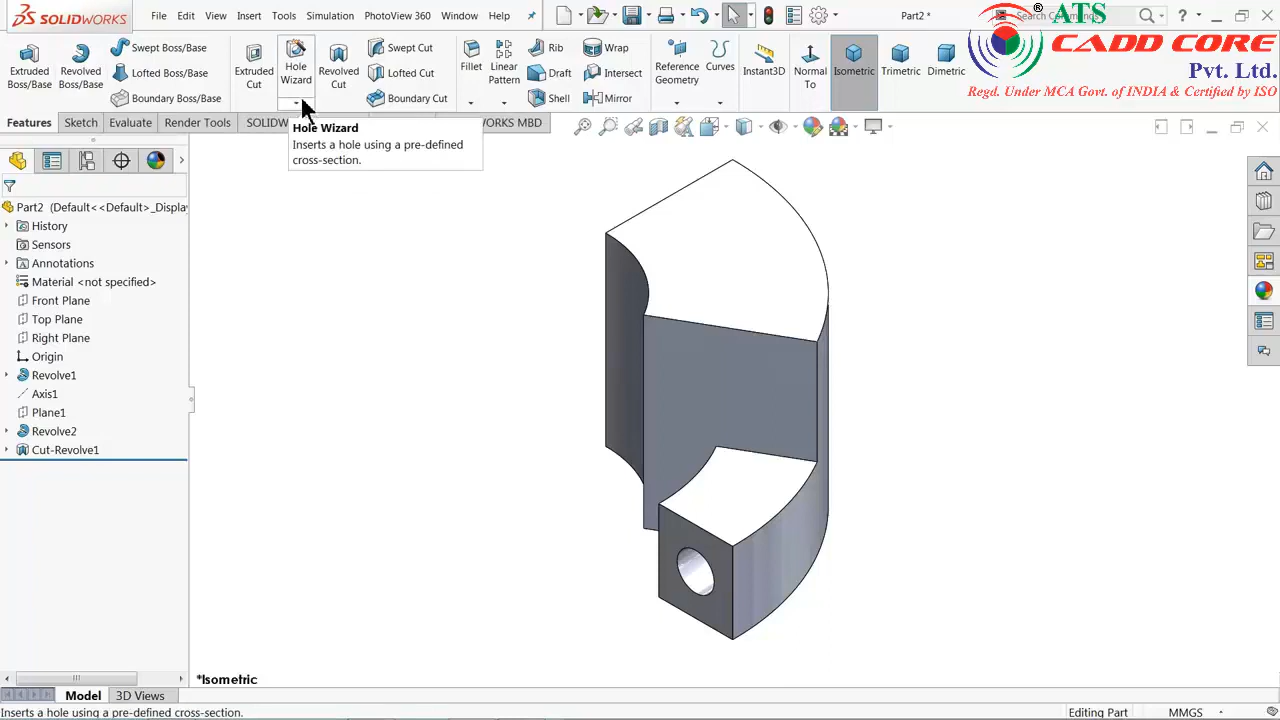 SOLIDWORKS
File
Edit
View
Insert
Tools
Simulation
PhotoView 360
Window
Help
Part2 *
ATS
CADD CORE
Pvt. Ltd.
Regd. Under MCA Govt. of INDIA & Certified by ISO
Extruded
Boss/Base
Revolved
Boss/Base
Swept Boss/Base
Lofted Boss/Base
Boundary Boss/Base
Extruded
Cut
Hole
Wizard
Revolved
Cut
Swept Cut
Lofted Cut
Boundary Cut
Fillet
Linear
Pattern
Rib
Draft
Shell
Wrap
Intersect
Mirror
Reference
Geometry
Curves
Instant3D
Normal
To
Isometric
Trimetric
Dimetric
Features
Sketch
Evaluate
Render Tools
SOLIDW
WORKS MBD
Hole Wizard
Inserts a hole using a pre-defined
cross-section.
Part2 (Default<<Default>_Displa
History
Sensors
Annotations
Material <not specified>
Front Plane
Top Plane
Right Plane
Origin
Revolve1
Axis1
Plane1
Revolve2
Cut-Revolve1
*Isometric
Model
3D Views
Inserts a hole using a pre-defined cross-section.
Editing Part
MMGS